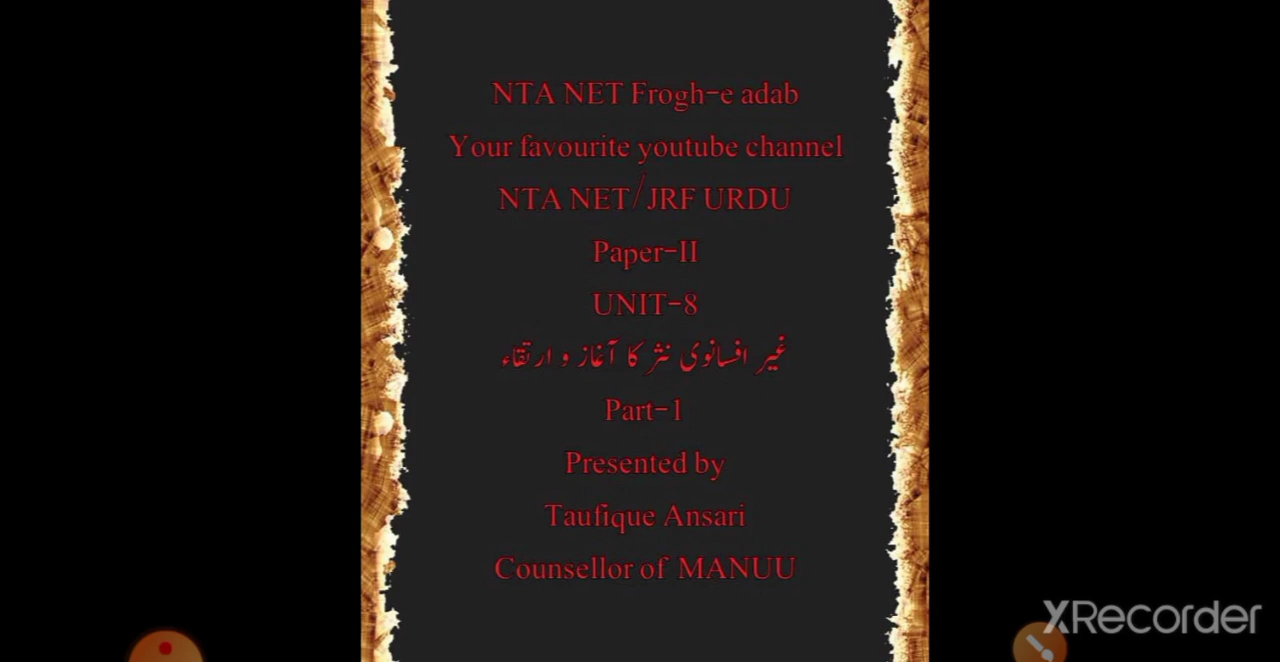 NTA NET Frogh-e adab
Your favourite youtube channel
NTA NET/JRF URDU
Paper-II
UNIT-8
غیر افسانوی نثر کا آغاز و ارتقاء
Part-1
Presented by
Taufique Ansari
Counsellor of MANUU
XRecorder